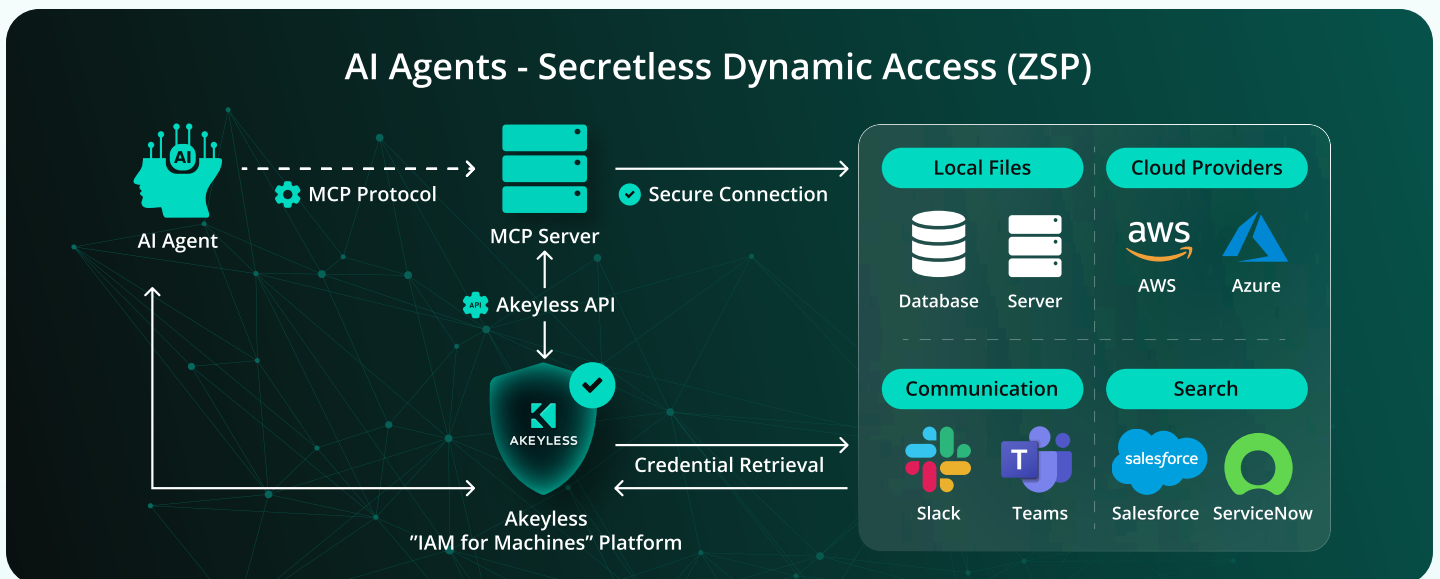 AI Agents - Secretless Dynamic Access (ZSP)
AI
AI Agent
MCP Protocol
MCP Server
Secure Connection
API
Akeyless API
AKEYLESS
Akeyless
”IAM for Machines” Platform
Credential Retrieval
Local Files
Database
Server
Cloud Providers
aws
AWS
Azure
Communication
Slack
T
Teams
Search
salesforce
Salesforce
ServiceNow